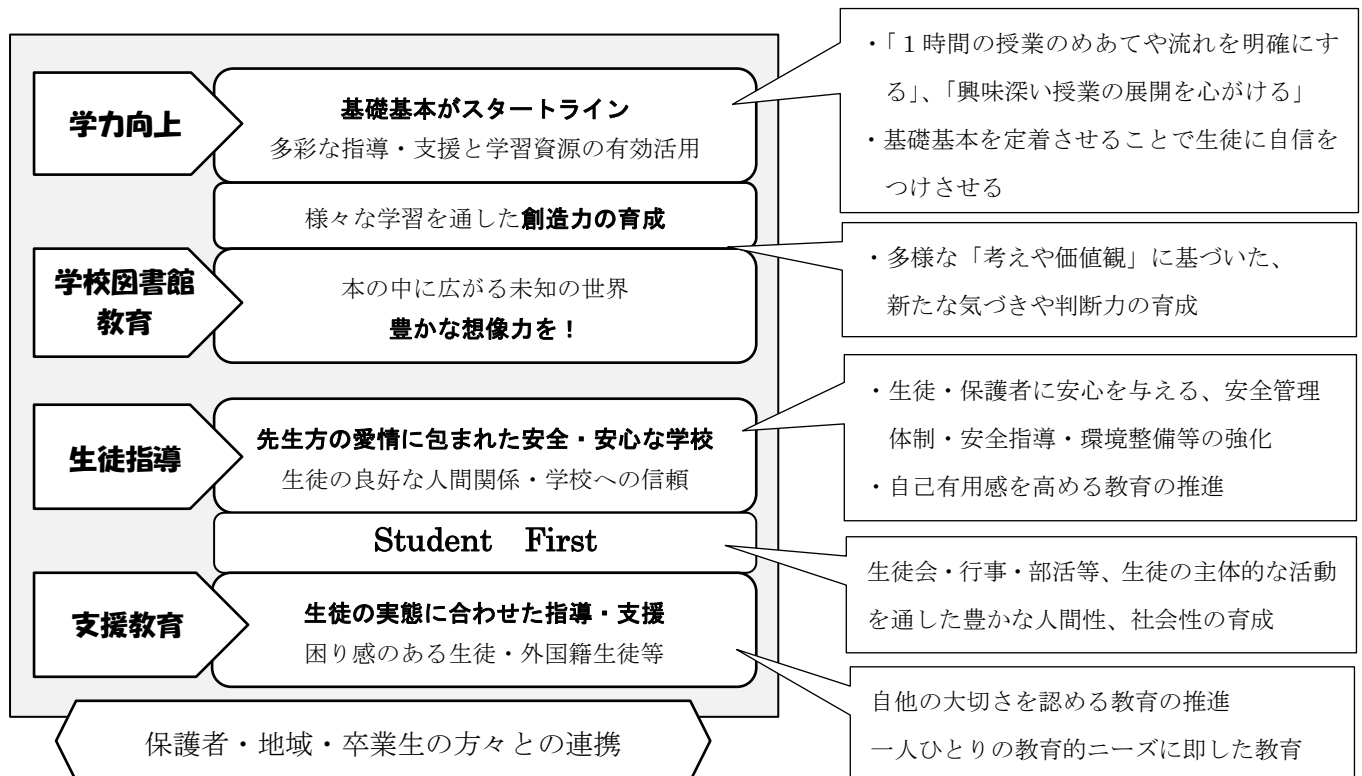 学力向上
基礎基本がスタートライン
多彩な指導・支援と学習資源の有効活用
・「１時間の授業のめあてや流れを明確にす
る」、「興味深い授業の展開を心がける」
・基礎基本を定着させることで生徒に自信を
つけさせる
様々な学習を通した創造力の育成
・多様な「考えや価値観」に基づいた、
新たな気づきや判断力の育成
学校図書館
教育
本の中に広がる未知の世界
豊かな想像力を！
生徒指導
先生方の愛情に包まれた安全・安心な学校
生徒の良好な人間関係・学校への信頼
・生徒・保護者に安心を与える、安全管理
体制・安全指導・環境整備等の強化
・自己有用感を高める教育の推進
Student　First
生徒会・行事・部活等、生徒の主体的な活動
を通した豊かな人間性、社会性の育成
支援教育
生徒の実態に合わせた指導・支援
困り感のある生徒・外国籍生徒等
自他の大切さを認める教育の推進
一人ひとりの教育的ニーズに即した教育
保護者・地域・卒業生の方々との連携